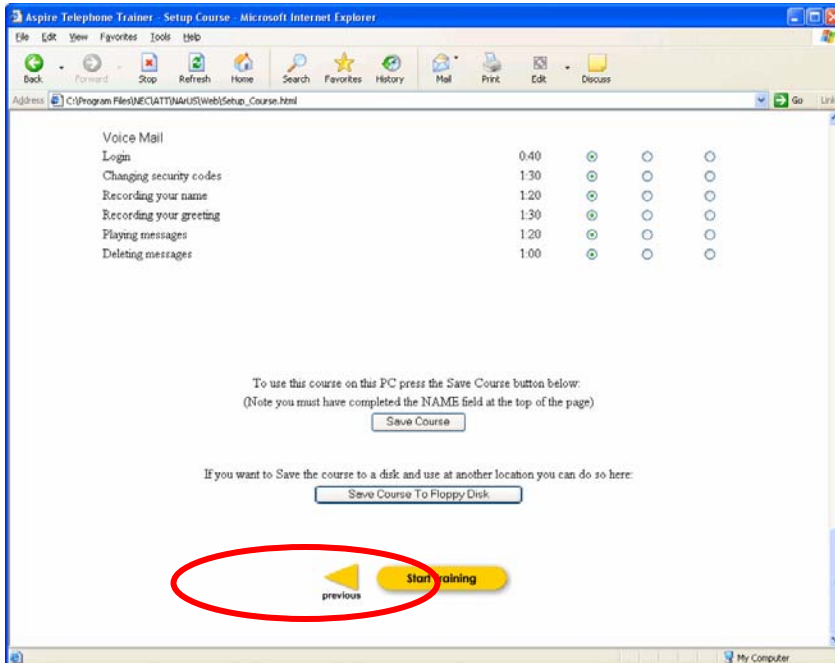 Aspire Telephone Trainer - Setup Course - Microsoft Internet Explorer
File Edit View Favorites Tools Help
Back Forward Stop Refresh Home Search Favorites History Mail Print Edit Discuss
Address C:\Program Files\NEC\ATT\NArUS\Web\Setup_Course.html Go Link
Voice Mail
Login 0:40
Changing security codes 1:30
Recording your name 1:20
Recording your greeting 1:30
Playing messages 1:20
Deleting messages 1:00
To use this course on this PC press the Save Course button below:
(Note you must have completed the NAME field at the top of the page)
Save Course
If you want to Save the course to a disk and use at another location you can do so here:
Save Course To Floppy Disk
previous Start Training
My Computer